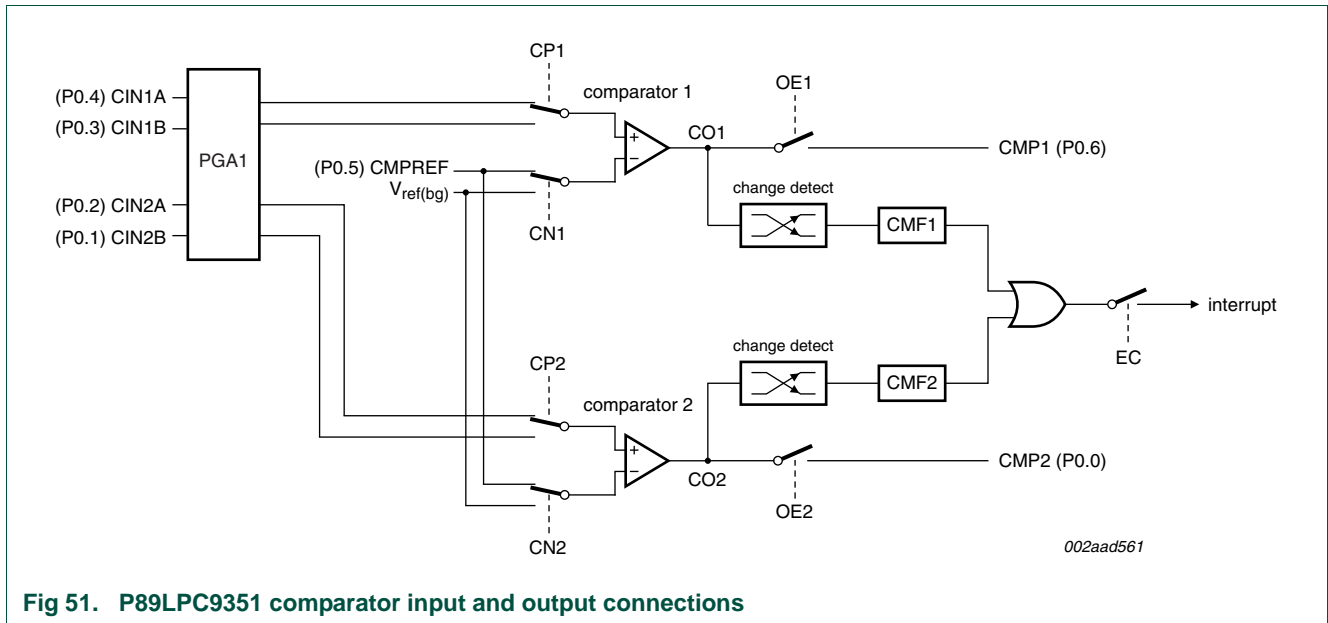 CP1
OE1
(P0.4) CIN1A
comparator 1
(P0.3) CIN1B
CO1
CMP1 (P0.6)
PGA1
(P0.5) CMPREF
Vref(bg)
change detect
(P0.2) CIN2A
CMF1
(P0.1) CIN2B
CN1
interrupt
change detect
EC
CP2
CMF2
comparator 2
CMP2 (P0.0)
CO2
OE2
CN2
002aad561
Fig 51. P89LPC9351 comparator input and output connections